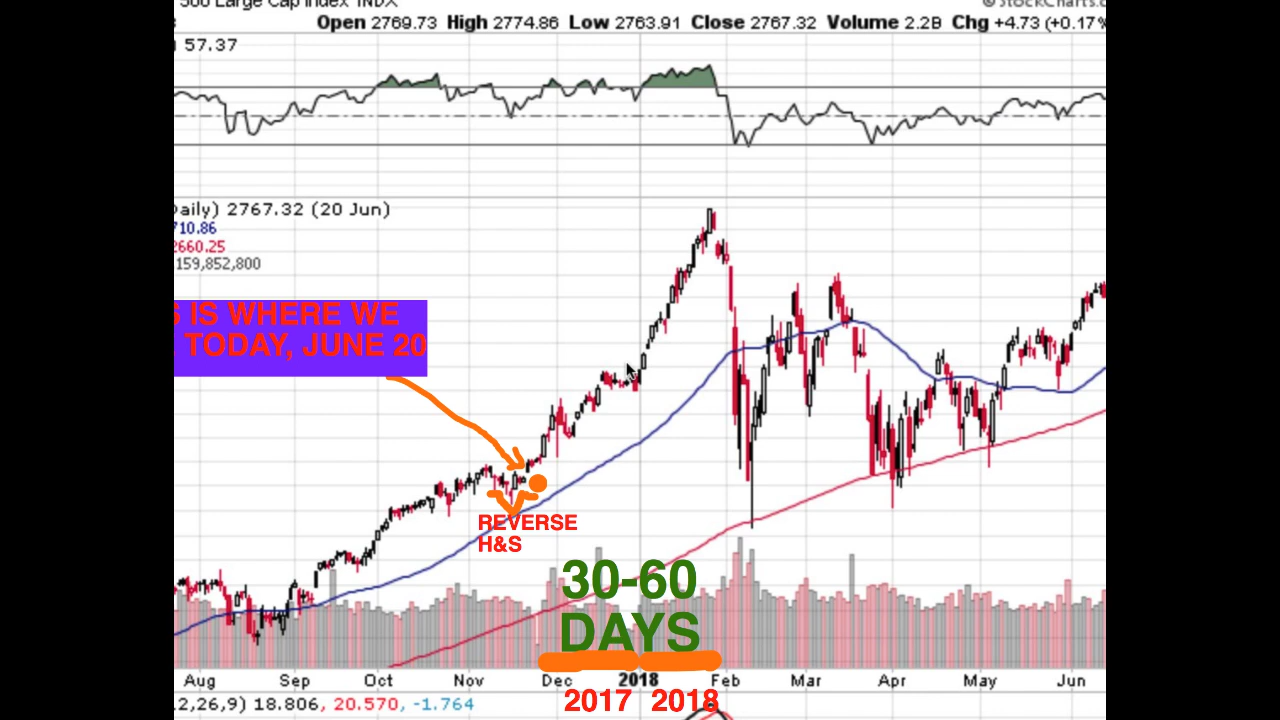 500 Large Cap Index INDX © StockCharts.c
Open 2769.73 High 2774.86 Low 2763.91 Close 2767.32 Volume 2.2B Chg +4.73 (+0.17%
57.37
Daily) 2767.32 (20 Jun)
710.86
2660.25
159,852,800
S IS WHERE WE
TODAY, JUNE 20
REVERSE
H&S
30-60
DAYS
Aug Sep Oct Nov Dec 2018 Feb Mar Apr May Jun
2017 2018
2,26,9) 18.806, 20.570, -1.764